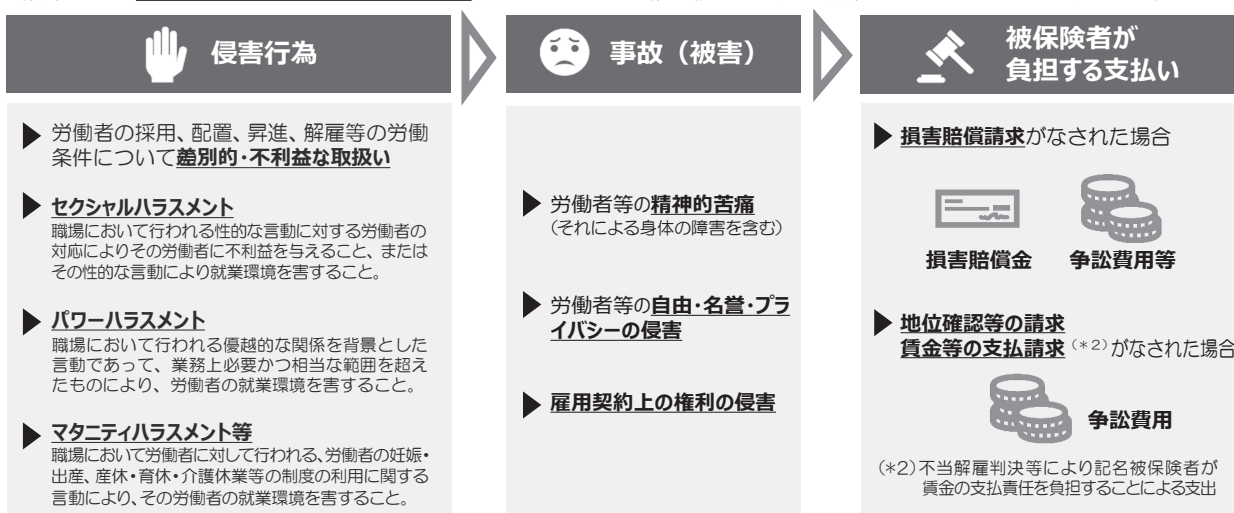 侵害行為
労働者の採用、配置、昇進、解雇等の労働
条件について差別的・不利益な取扱い
セクシャルハラスメント
職場において行われる性的な言動に対する労働者の
対応によりその労働者に不利益を与えること、または
その性的な言動により就業環境を害すること。
パワーハラスメント
職場において行われる優越的な関係を背景とした
言動であって、業務上必要かつ相当な範囲を超え
たものにより、労働者の就業環境を害すること。
マタニティハラスメント等
職場において労働者に対して行われる、労働者の妊娠・
出産、産休・育休・介護休業等の制度の利用に関する
言動により、その労働者の就業環境を害すること。
事故（被害）
労働者等の精神的苦痛
（それによる身体の障害を含む）
労働者等の自由・名誉・プラ
イバシーの侵害
雇用契約上の権利の侵害
被保険者が
負担する支払い
損害賠償請求がなされた場合
損害賠償金 争訟費用等
地位確認等の請求
賃金等の支払請求（*2）がなされた場合
争訟費用
（*2）不当解雇判決等により記名被保険者が
賃金の支払責任を負担することによる支出